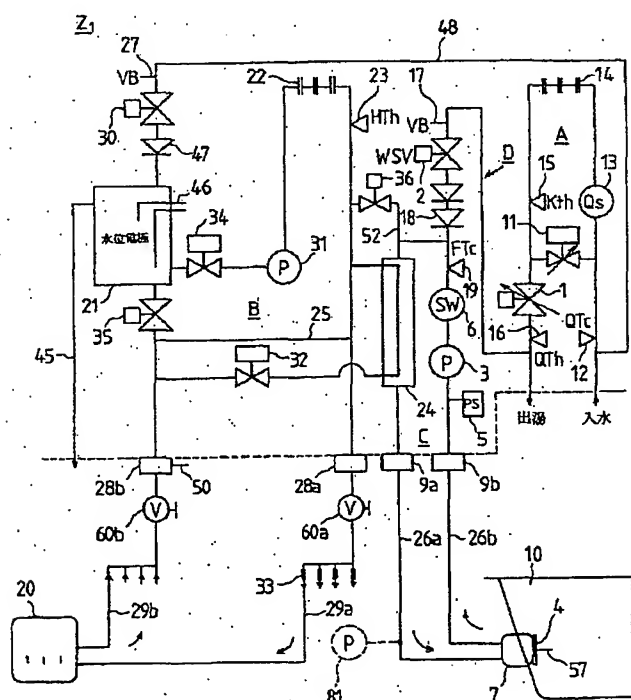 Z₁
27
48
VB
22
23
17
14
HTh
VB
A
30
D
15
13
47
WSV
36
Kth
Qs
46
2
11
34
18
52
水位電極
31
P
FTc
19
1
21
B
SW
16
QTc
35
25
6
QTh
12
45
32
P
3
24
PS
出湯
入水
C
5
28b
50
28a
9a
9b
V
V
60b
60a
26a
26b
10
20
33
4
29b
29a
P
57
81
7